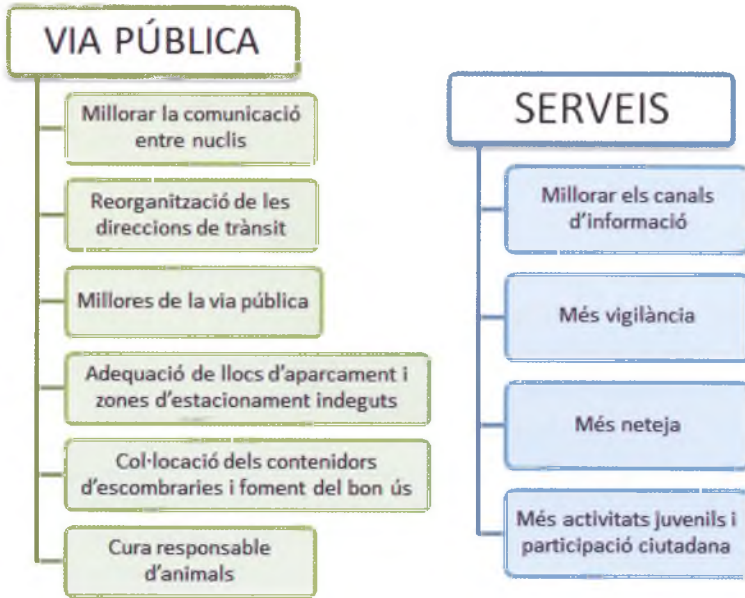 VIA PÚBLICA
Millorar la comunicació
entre nuclis
Reorganització de les
direccions de trànsit
Millores de la via pública
Adequació de llocs d'aparcament i
zones d'estacionament indeguts
Col·locació dels contenidors
d'escombraries i foment del bon ús
Cura responsable
d'animals
SERVEIS
Millorar els canals
d'informació
Més vigilància
Més neteja
Més activitats juvenils i
participació ciutadana